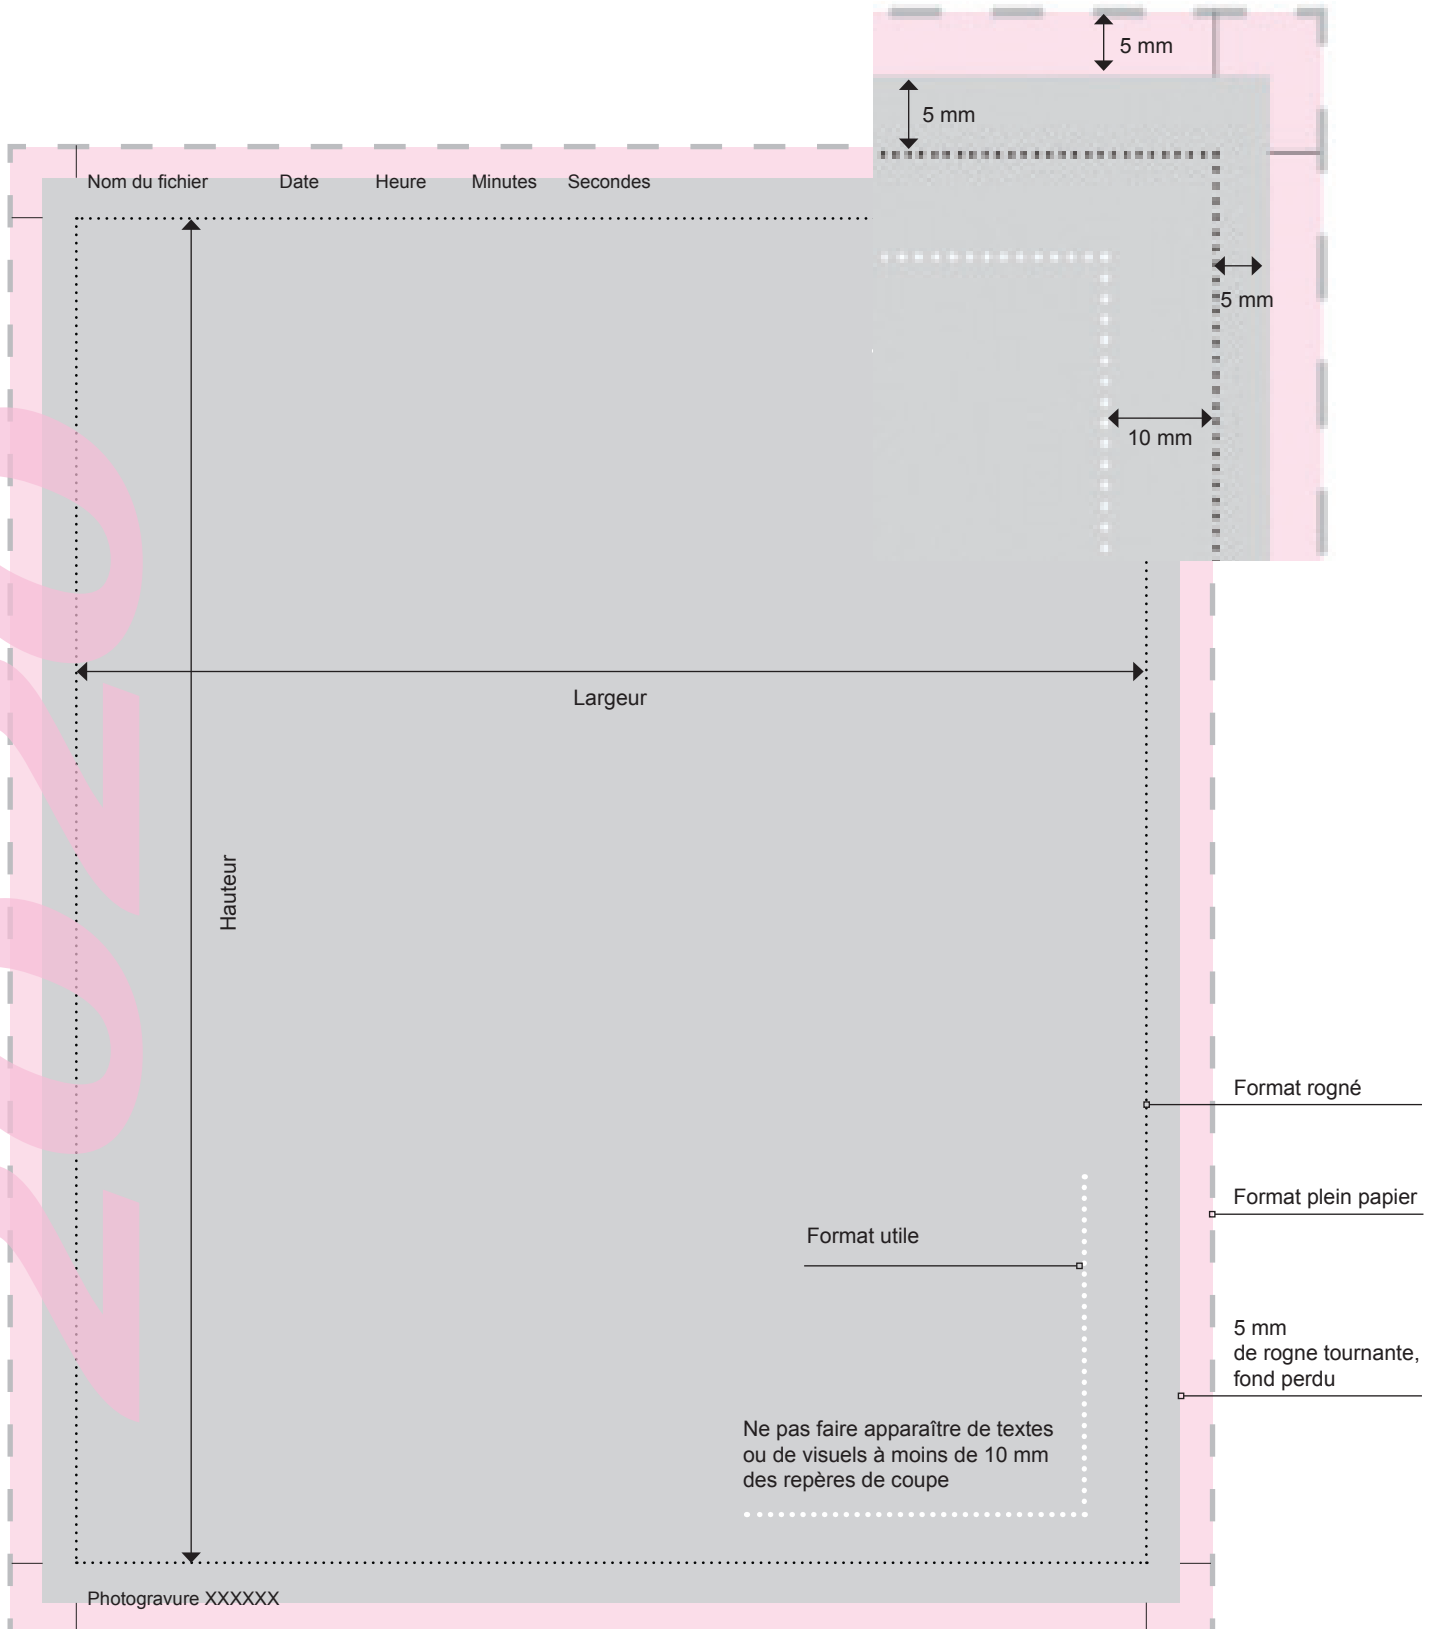 5 mm
5 mm
Nom du fichier Date Heure Minutes Secondes
5 mm
10 mm
Largeur
Hauteur
Format rogné
Format plein papier
Format utile
5 mm
de rogne tournante,
fond perdu
Ne pas faire apparaître de textes
ou de visuels à moins de 10 mm
des repères de coupe
Photogravure XXXXXX